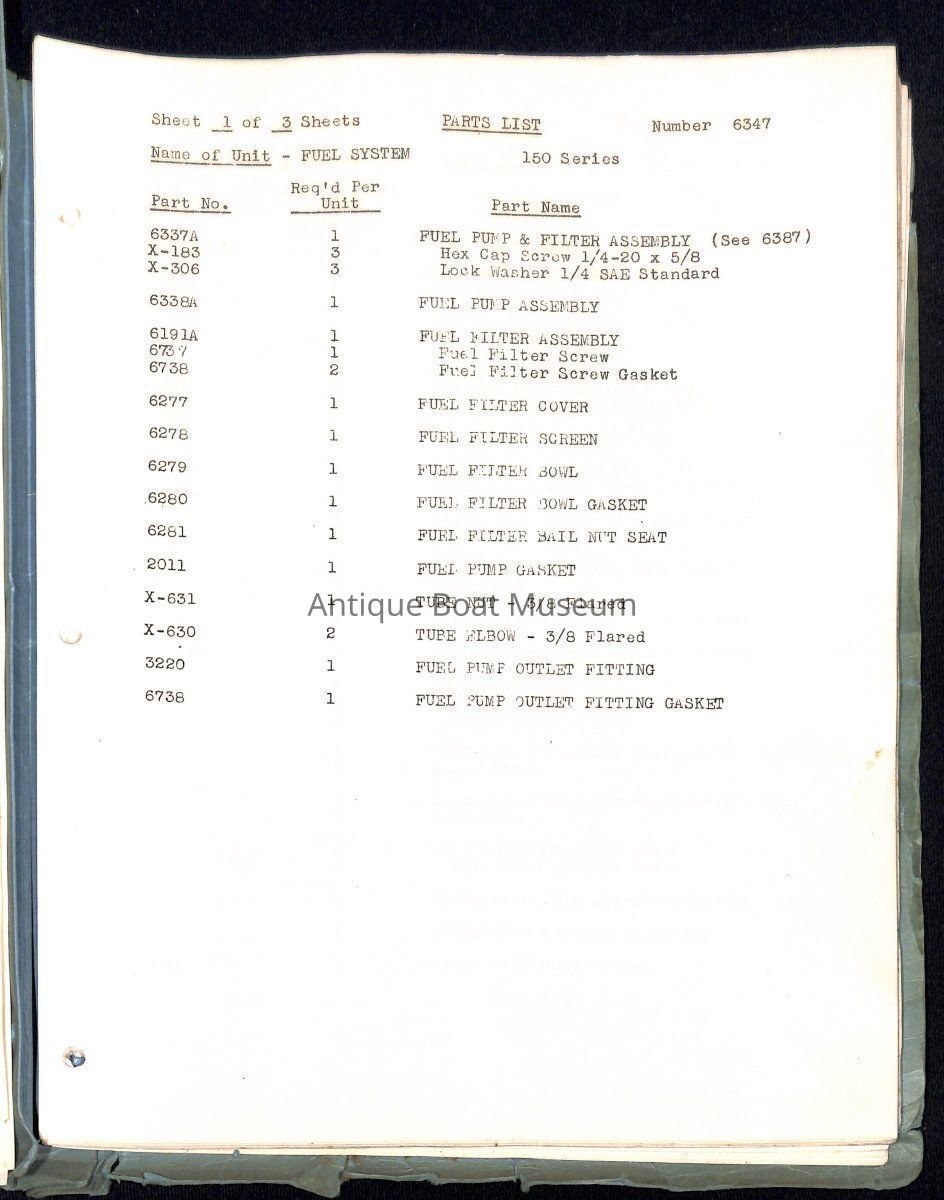 Sheet 1 of 3 Sheets PARTS LIST Number 6347
Name of Unit - FUEL SYSTEM 150 Series
Req'd Per
Part No. Unit Part Name
6337A 1 FUEL PUMP & FILTER ASSEMBLY (See 6387)
X-183 3 Hex Cap Screw 1/4-20 x 5/8
X-306 3 Lock Washer 1/4 SAE Standard
6338A 1 FUEL PUMP ASSEMBLY
6191A 1 FUEL FILTER ASSEMBLY
6737 1 Fuel Filter Screw
6738 2 Fuel Filter Screw Gasket
6277 1 FUEL FILTER COVER
6278 1 FUEL FILTER SCREEN
6279 1 FUEL FILTER BOWL
6280 1 FUEL FILTER BOWL GASKET
6281 1 FUEL FILTER BAIL NUT SEAT
2011 1 FUEL PUMP GASKET
X-631 1 TUBE NUT - 3/8 Flared
Antique Boat Museum
X-630 2 TUBE ELBOW - 3/8 Flared
3220 1 FUEL PUMP OUTLET FITTING
6738 1 FUEL PUMP OUTLET FITTING GASKET